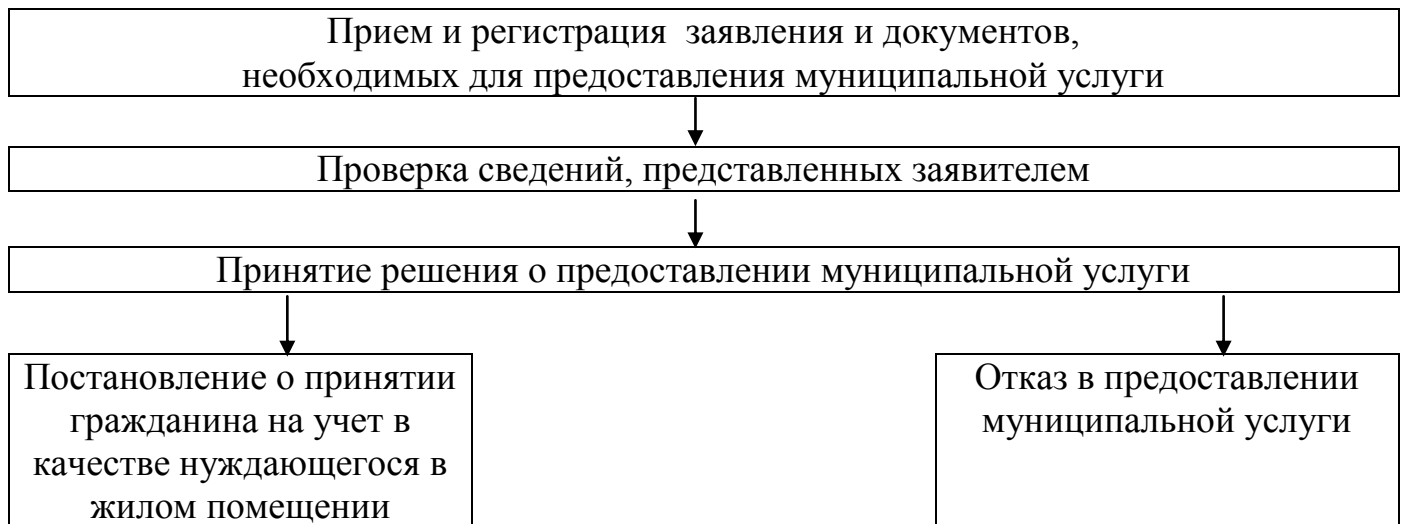 Прием и регистрация заявления и документов,
необходимых для предоставления муниципальной услуги
Проверка сведений, представленных заявителем
Принятие решения о предоставлении муниципальной услуги
Постановление о принятии
гражданина на учет в
качестве нуждающегося в
жилом помещении
Отказ в предоставлении
муниципальной услуги